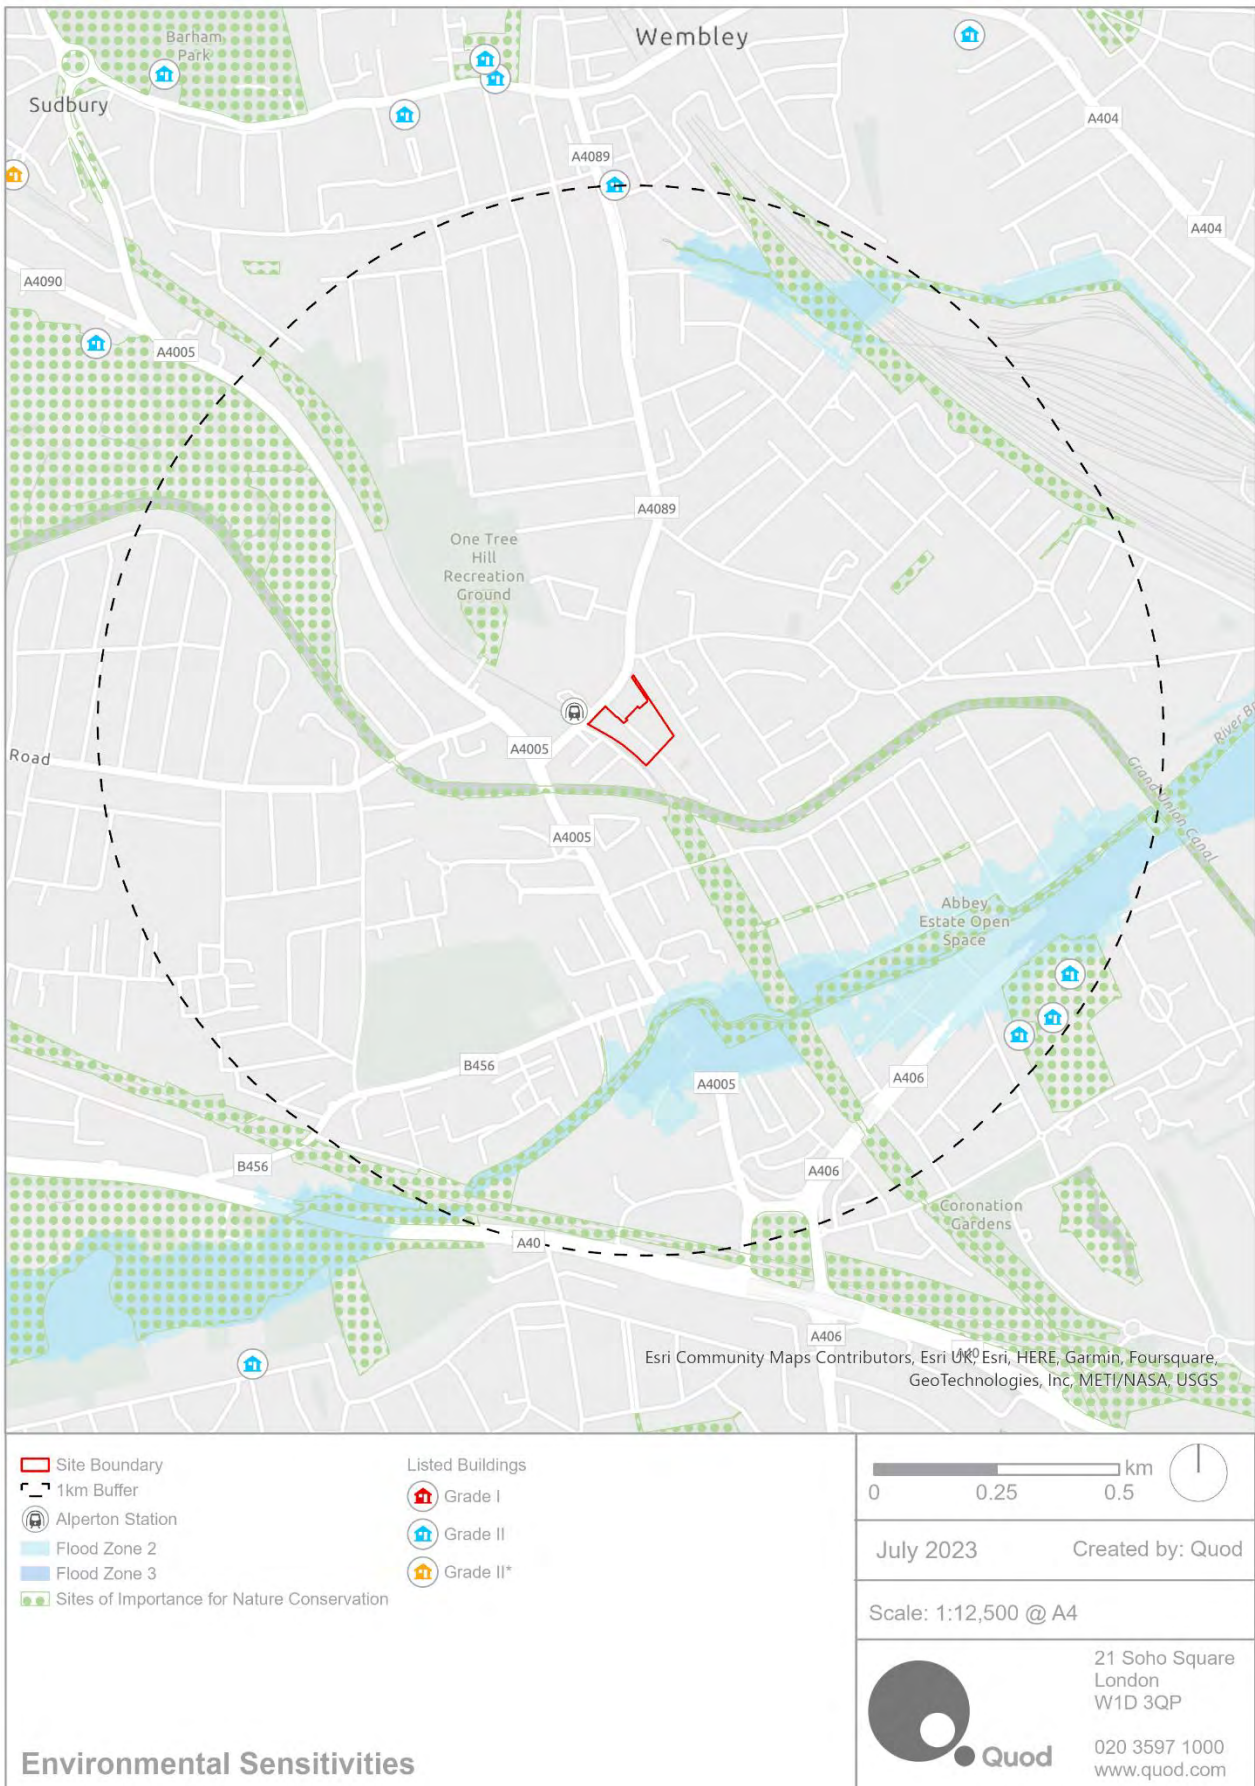 Wembley
Barham
Park
Sudbury
A404
A4089
A404
A4090
A4005
A4089
One Tree
Hill
Recreation
Ground
Road
A4005
River Br
Grand Union Canal
A4005
Abbey
Estate Open
Space
B456
A4005
A406
B456
A406
Coronation
Gardens
A40
A406
A40
Esri Community Maps Contributors, Esri UK, Esri, HERE, Garmin, Foursquare,
GeoTechnologies, Inc, METI/NASA, USGS
Site Boundary
1km Buffer
Alperton Station
Flood Zone 2
Flood Zone 3
Sites of Importance for Nature Conservation
Listed Buildings
Grade I
Grade II
Grade II*
km
0 0.25 0.5
July 2023 Created by: Quod
Scale: 1:12,500 @ A4
Quod
21 Soho Square
London
W1D 3QP
020 3597 1000
www.quod.com
Environmental Sensitivities